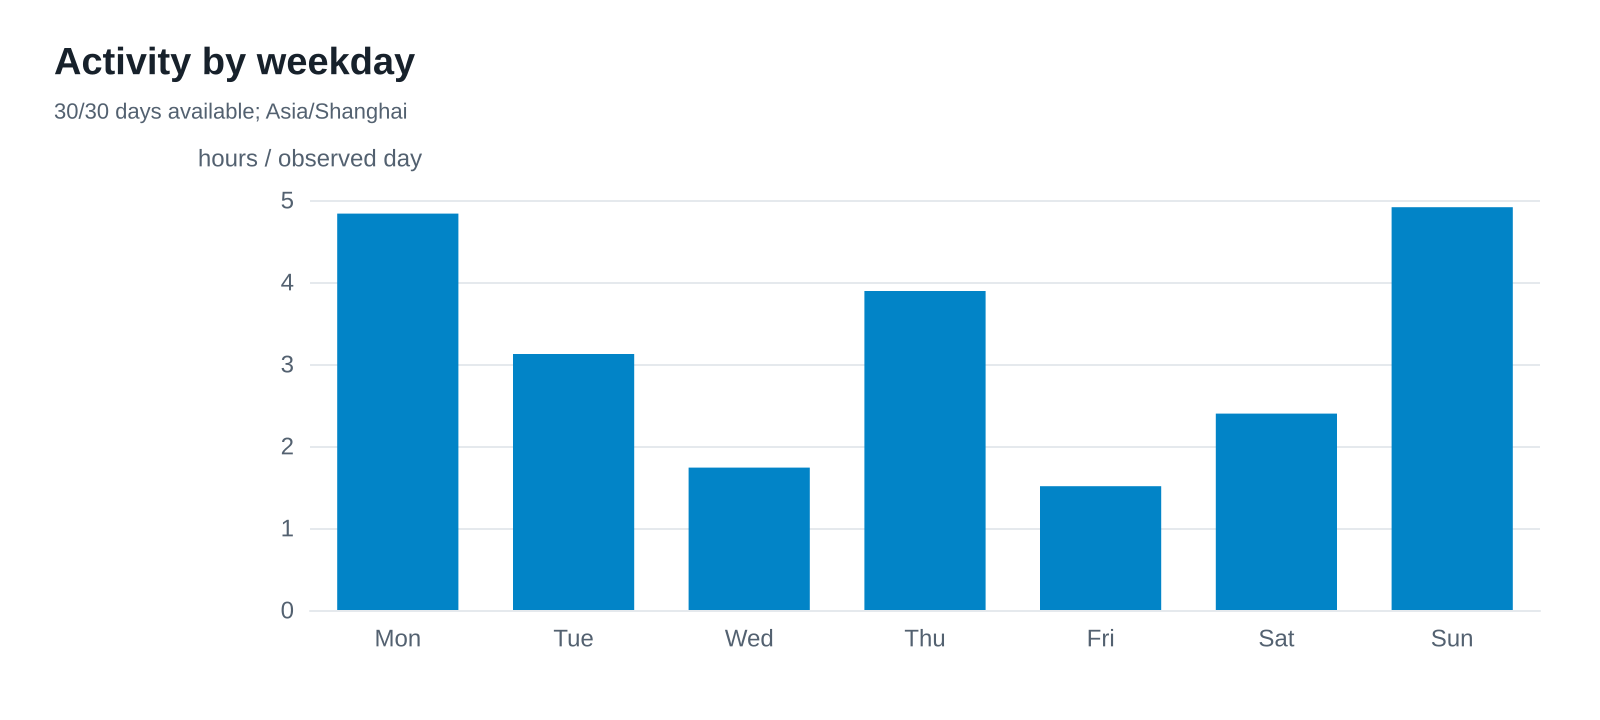 Activity by weekday
30/30 days available; Asia/Shanghai
hours / observed day
5
4
3
2
1
0
Mon Tue Wed Thu Fri Sat Sun